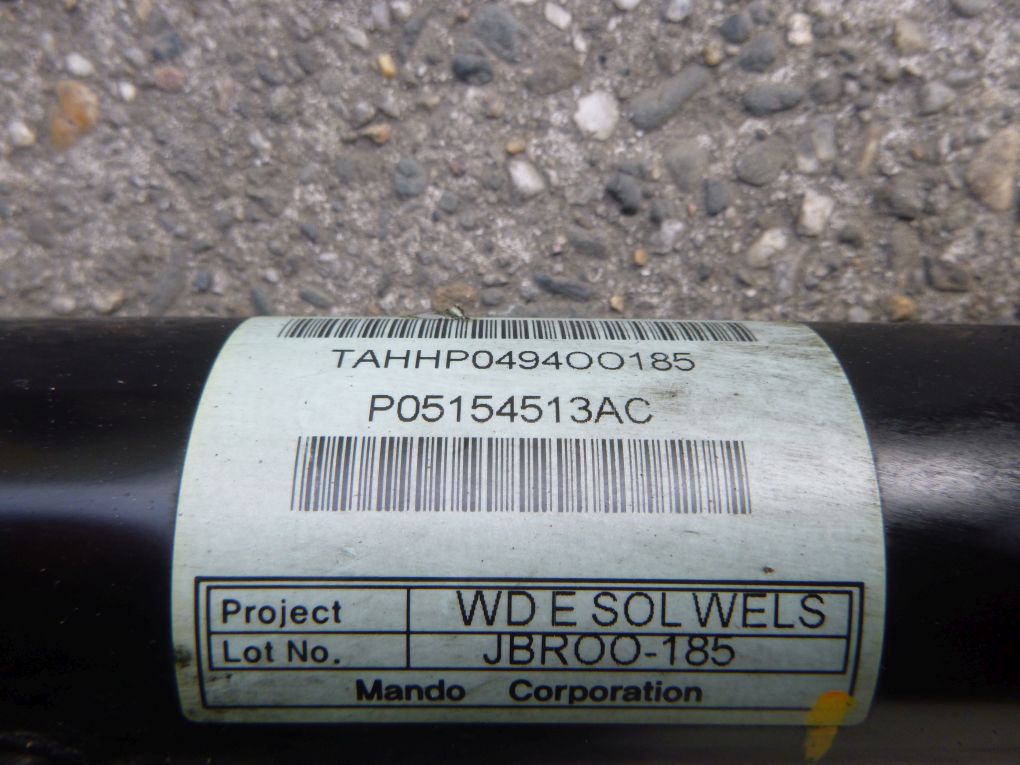 TAHHP0494OO185
P05154513AC
Project WD E SOL WELS
Lot No. JBROO-185
Mando Corporation